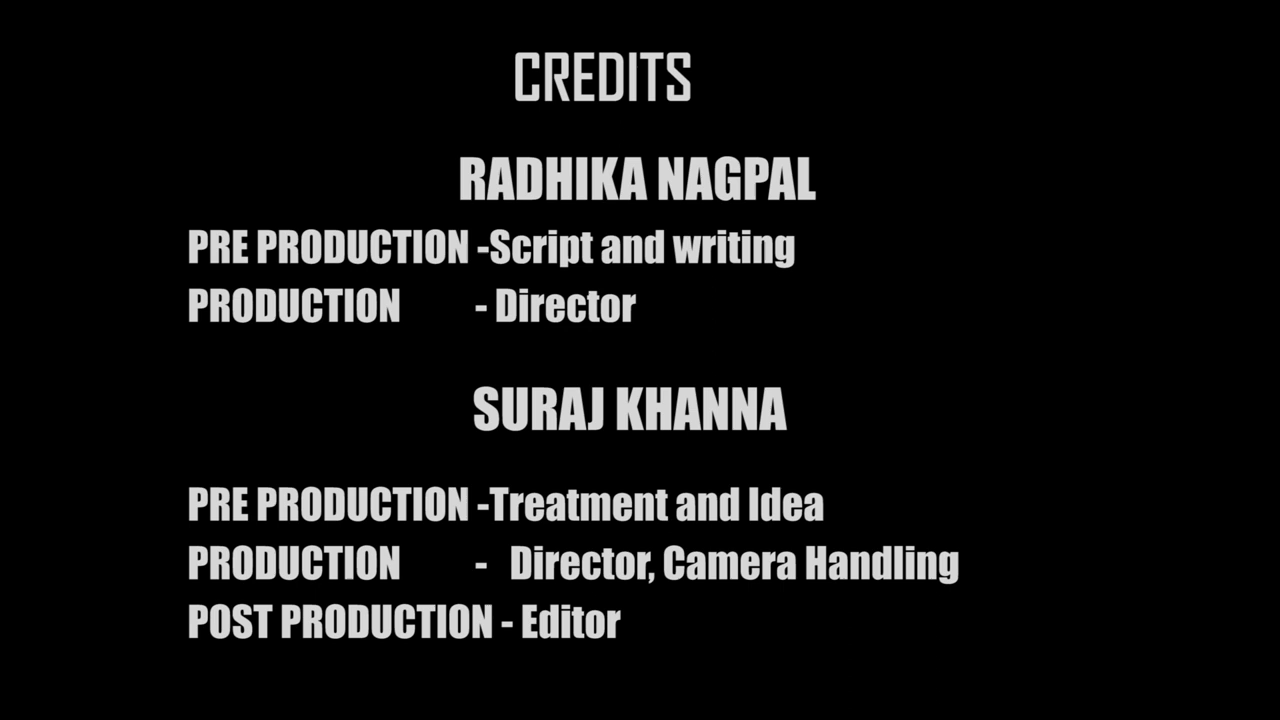 CREDITS
RADHIKA NAGPAL
PRE PRODUCTION -Script and writing
PRODUCTION - Director
SURAJ KHANNA
PRE PRODUCTION -Treatment and Idea
PRODUCTION - Director, Camera Handling
POST PRODUCTION - Editor